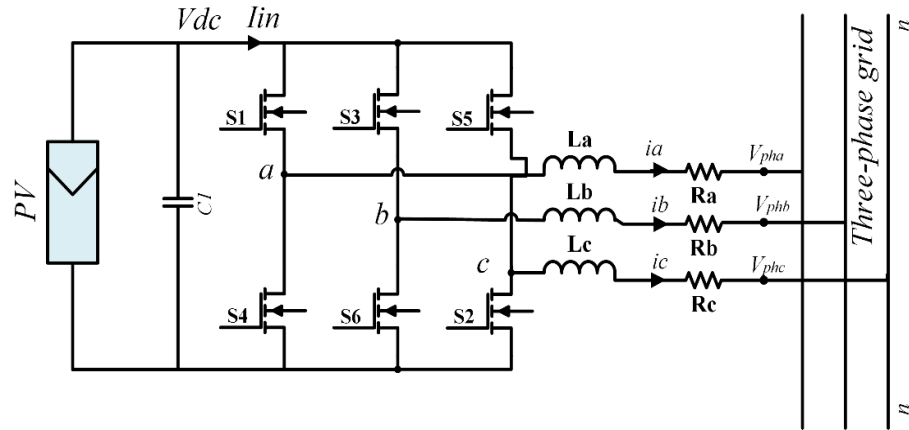 Vdc
Iin
n
S1
S3
S5
La
ia
Vpha
Three-phase grid
a
Ra
PV
C1
Lb
ib
Vphb
b
Rb
Lc
ic
Vphc
c
Rc
S4
S6
S2
n